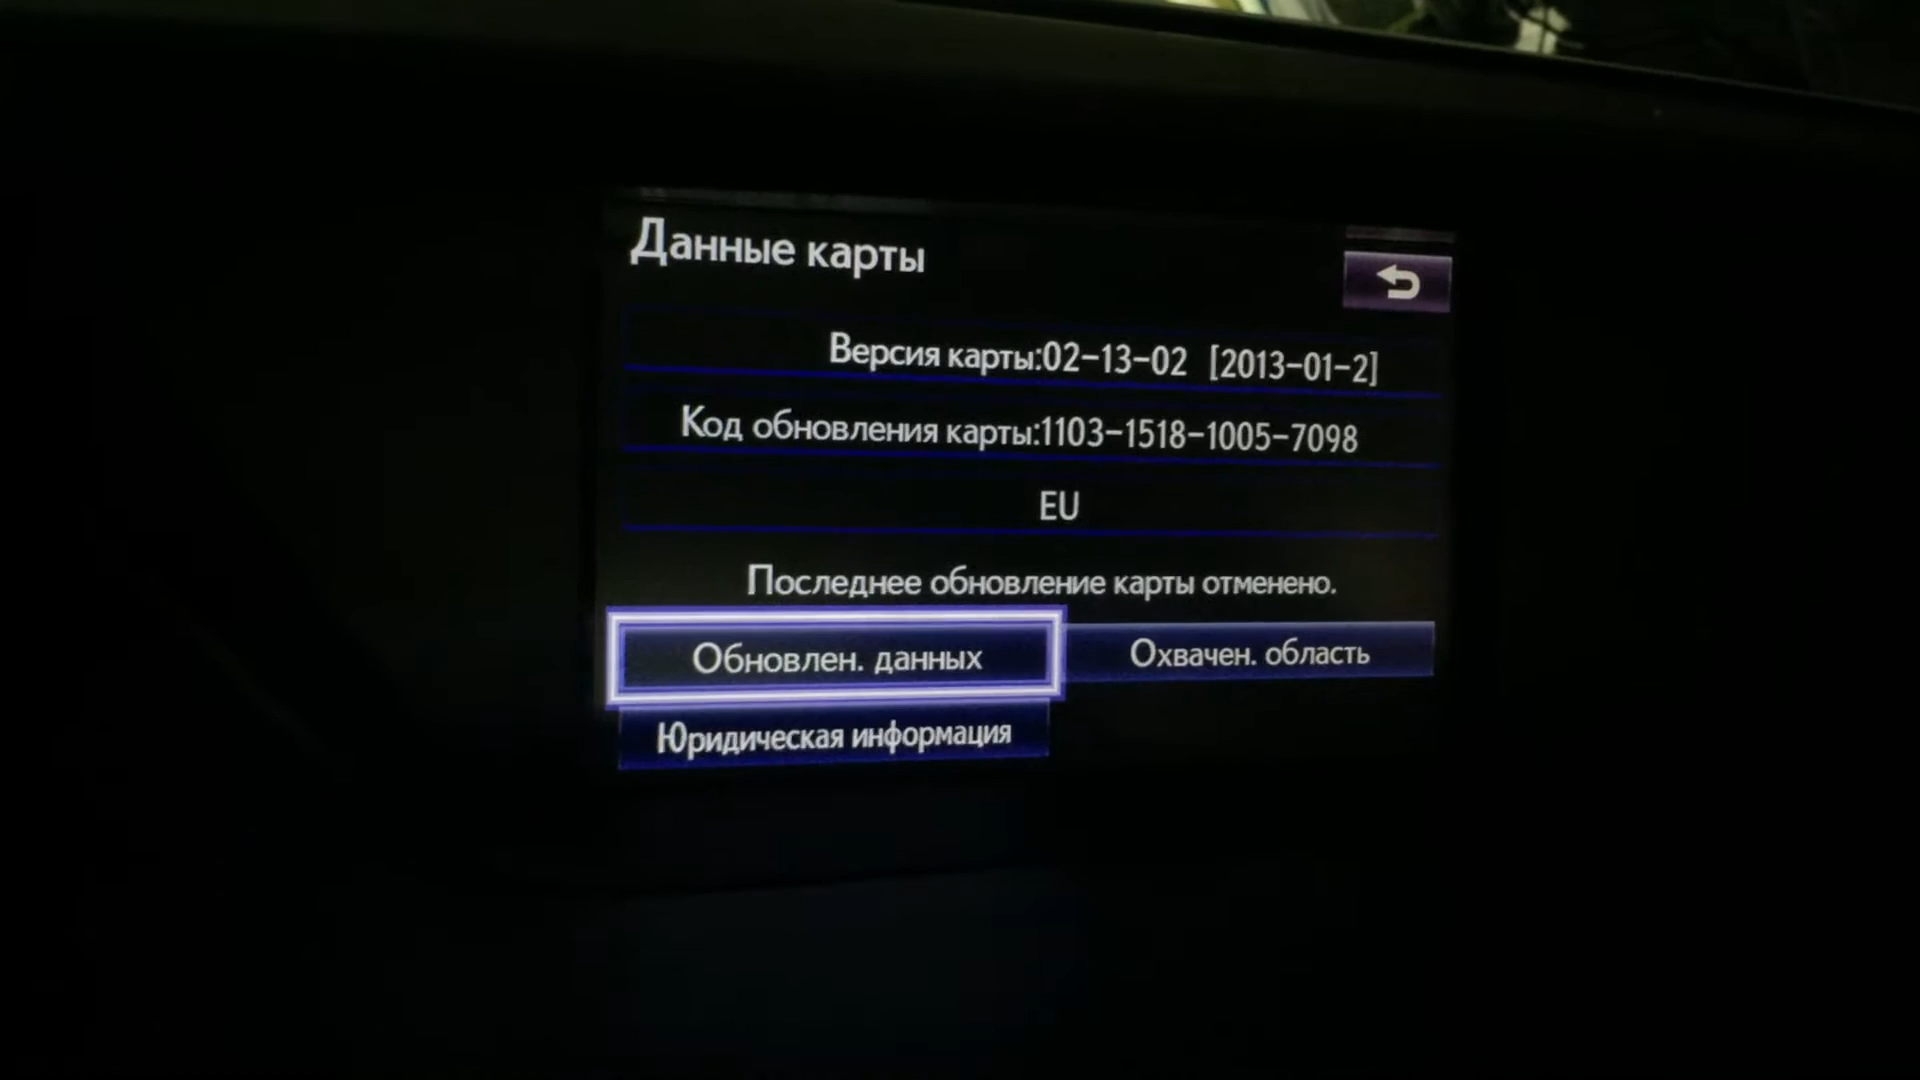 Данные карты
Версия карты:02-13-02 [2013-01-2]
Код обновления карты:1103-1518-1005-7098
EU
Последнее обновление карты отменено.
Обновлен. данных
Охвачен. область
Юридическая информация